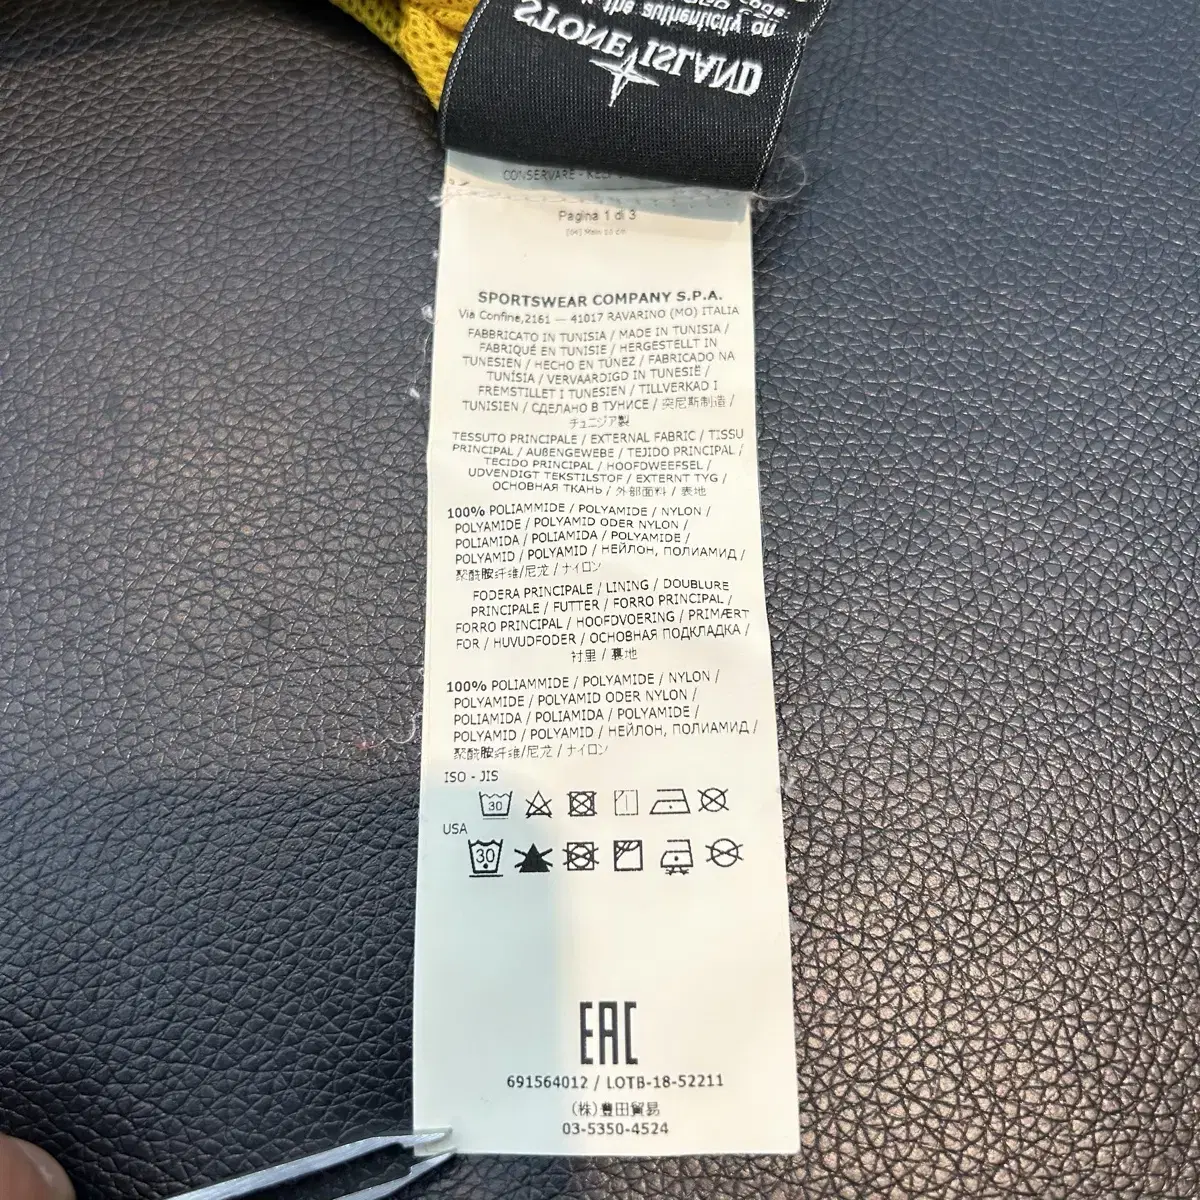 the authenticity on
STONE ISLAND
CONSERVARE - KEEP
Pagina 1 di 3
SPORTSWEAR COMPANY S.P.A.
Via Confine,2161 — 41017 RAVARINO (MO) ITALIA
FABBRICATO IN TUNISIA / MADE IN TUNISIA /
FABRIQUÉ EN TUNISIE / HERGESTELLT IN
TUNESIEN / HECHO EN TÚNEZ / FABRICADO NA
TUNÍSIA / VERVAARDIGD IN TUNESIË /
FREMSTILLET I TUNESIEN / TILLVERKAD I
TUNISIEN / СДЕЛАНО В ТУНИСЕ / 突尼斯制造 /
チュニジア製
TESSUTO PRINCIPALE / EXTERNAL FABRIC / TISSU
PRINCIPAL / AUßENGEWEBE / TEJIDO PRINCIPAL /
TECIDO PRINCIPAL / HOOFDWEEFSEL /
UDVENDIGT TEKSTILSTOF / EXTERNT TYG /
ОСНОВНАЯ ТКАНЬ / 外部面料 / 表地
100% POLIAMMIDE / POLYAMIDE / NYLON /
POLYAMIDE / POLYAMID ODER NYLON /
POLIAMIDA / POLIAMIDA / POLYAMIDE /
POLYAMID / POLYAMID / НЕЙЛОН, ПОЛИАМИД /
聚酰胺纤维/尼龙 / ナイロン
FODERA PRINCIPALE / LINING / DOUBLURE
PRINCIPALE / FUTTER / FORRO PRINCIPAL /
FORRO PRINCIPAL / HOOFDVOERING / PRIMÆRT
FOR / HUVUDFODER / ОСНОВНАЯ ПОДКЛАДКА /
衬里 / 裏地
100% POLIAMMIDE / POLYAMIDE / NYLON /
POLYAMIDE / POLYAMID ODER NYLON /
POLIAMIDA / POLIAMIDA / POLYAMIDE /
POLYAMID / POLYAMID / НЕЙЛОН, ПОЛИАМИД /
聚酰胺纤维/尼龙 / ナイロン
ISO - JIS
30
USA
30
EAC
691564012 / LOTB-18-52211
(株)豊田貿易
03-5350-4524